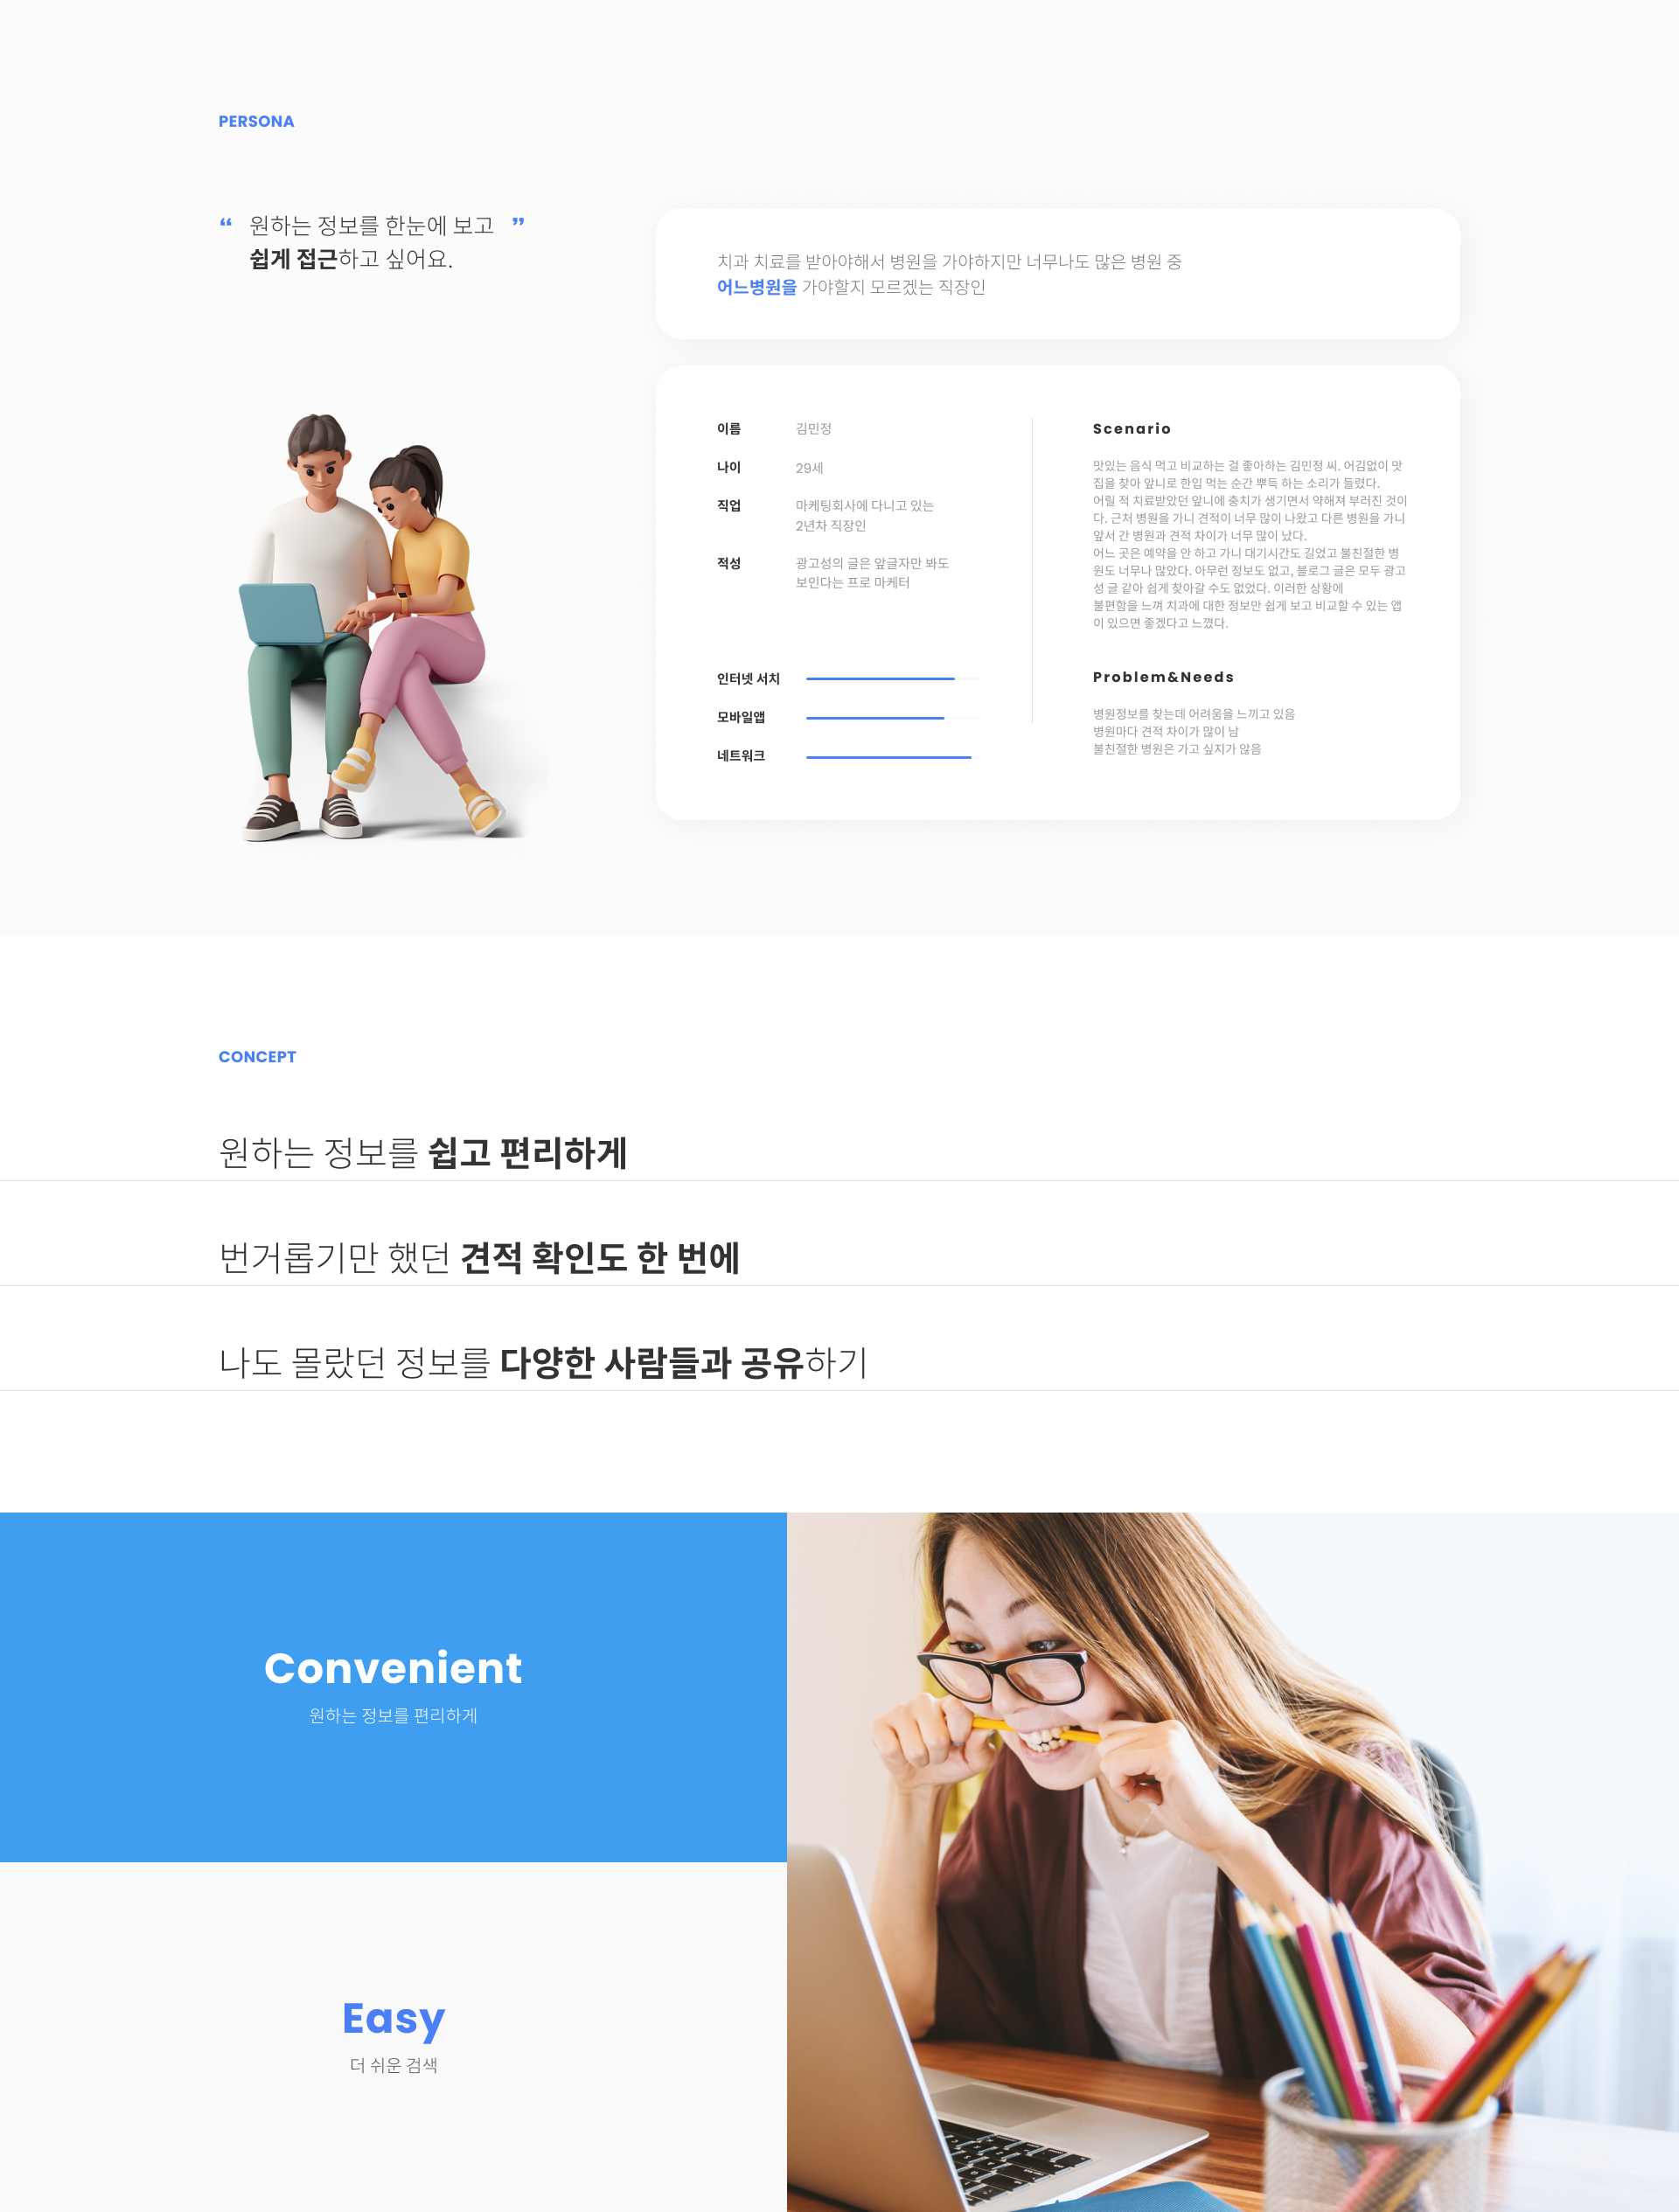 PERSONA
“ 원하는 정보를 한눈에 보고 ”
쉽게 접근하고 싶어요.
치과 치료를 받아야해서 병원을 가야하지만 너무나도 많은 병원 중
어느병원을 가야할지 모르겠는 직장인
이름 김민정
나이 29세
직업 마케팅회사에 다니고 있는
2년차 직장인
적성 광고성의 글은 앞글자만 봐도
보인다는 프로 마케터
인터넷 서치
모바일앱
네트워크
Scenario
맛있는 음식 먹고 비교하는 걸 좋아하는 김민정 씨. 어김없이 맛
집을 찾아 앞니로 한입 먹는 순간 뿌득 하는 소리가 들렸다.
어릴 적 치료받았던 앞니에 충치가 생기면서 약해져 부러진 것이
다. 근처 병원을 가니 견적이 너무 많이 나왔고 다른 병원을 가니
앞서 간 병원과 견적 차이가 너무 많이 났다.
어느 곳은 예약을 안 하고 가니 대기시간도 길었고 불친절한 병
원도 너무나 많았다. 아무런 정보도 없고, 블로그 글은 모두 광고
성 글 같아 쉽게 찾아갈 수도 없었다. 이러한 상황에
불편함을 느껴 치과에 대한 정보만 쉽게 보고 비교할 수 있는 앱
이 있으면 좋겠다고 느꼈다.
Problem&Needs
병원정보를 찾는데 어려움을 느끼고 있음
병원마다 견적 차이가 많이 남
불친절한 병원은 가고 싶지가 않음
CONCEPT
원하는 정보를 쉽고 편리하게
번거롭기만 했던 견적 확인도 한 번에
나도 몰랐던 정보를 다양한 사람들과 공유하기
Convenient
원하는 정보를 편리하게
Easy
더 쉬운 검색